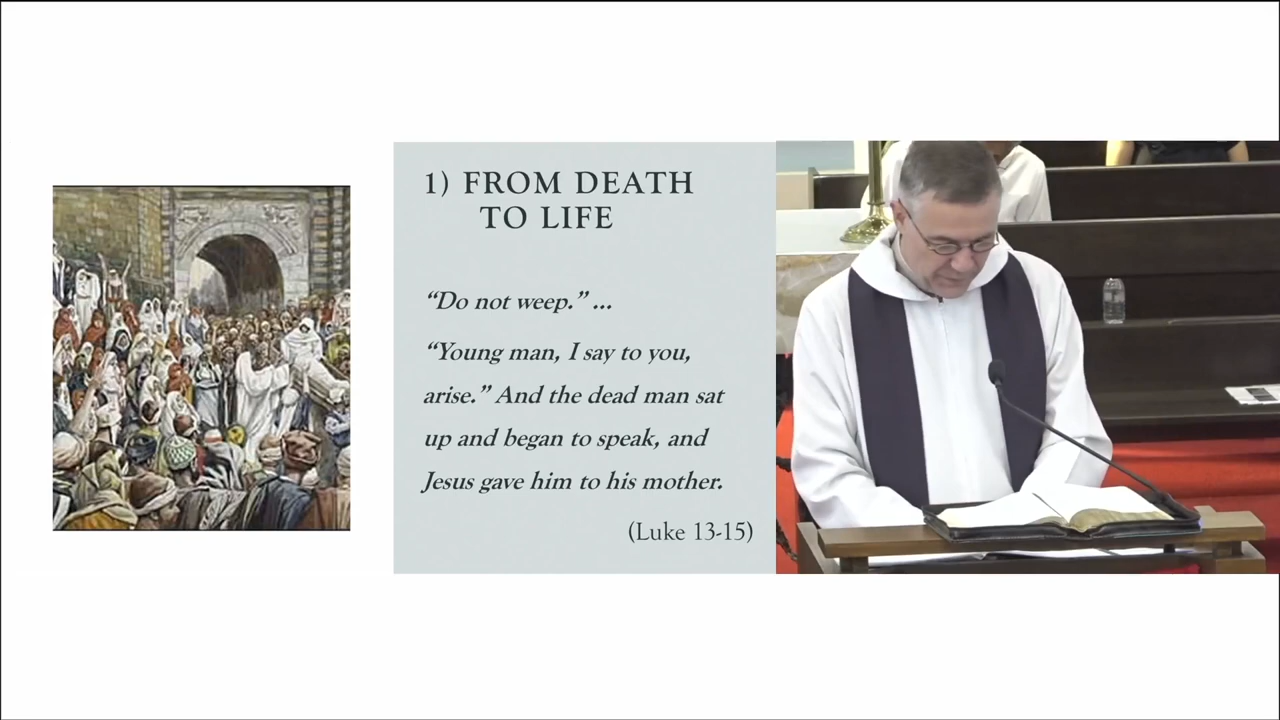 1) FROM DEATH
TO LIFE
“Do not weep.” ...
“Young man, I say to you,
arise.” And the dead man sat
up and began to speak, and
Jesus gave him to his mother.
(Luke 13-15)